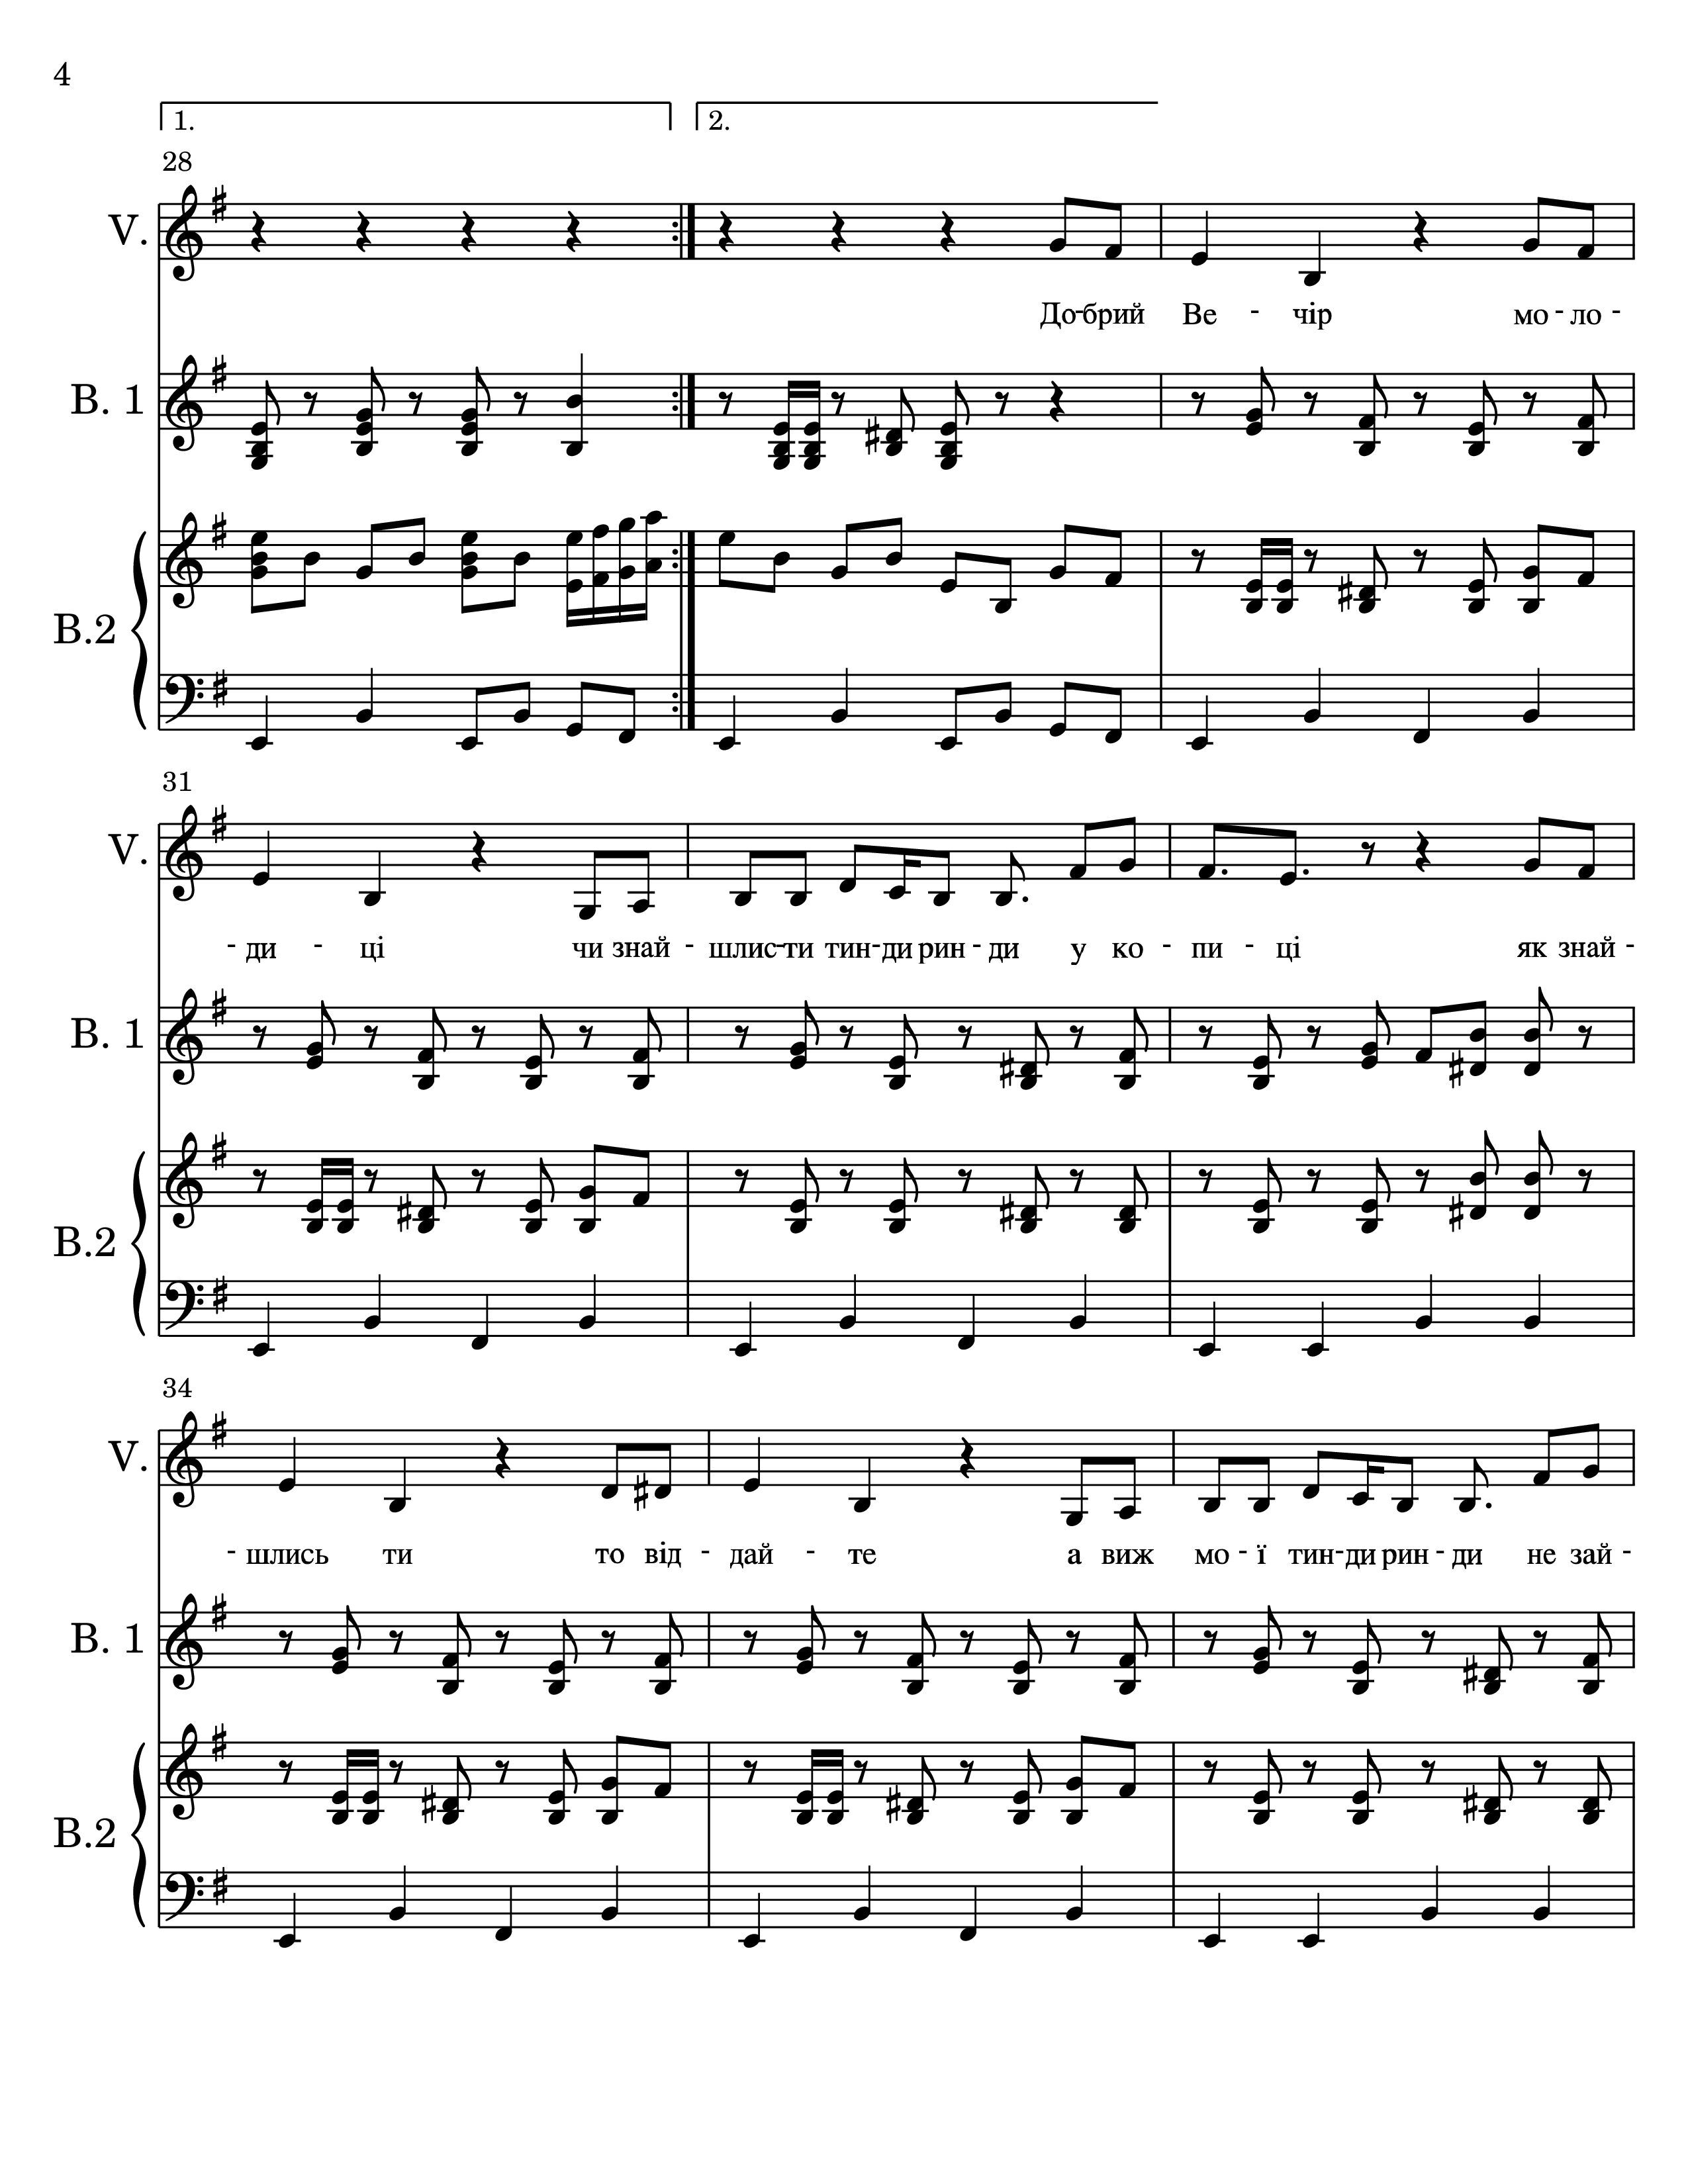 4
1. 2.
28
V.
До-брий Ве - чір мо - ло -
B. 1
B.2
31
V.
- ди - ці чи знай - шлис-ти тин-ди рин - ди у ко - пи - ці як знай -
B. 1
B.2
34
V.
- шлись ти то від - дай - те а виж мо - ї тин-ди рин - ди не зай -
B. 1
B.2